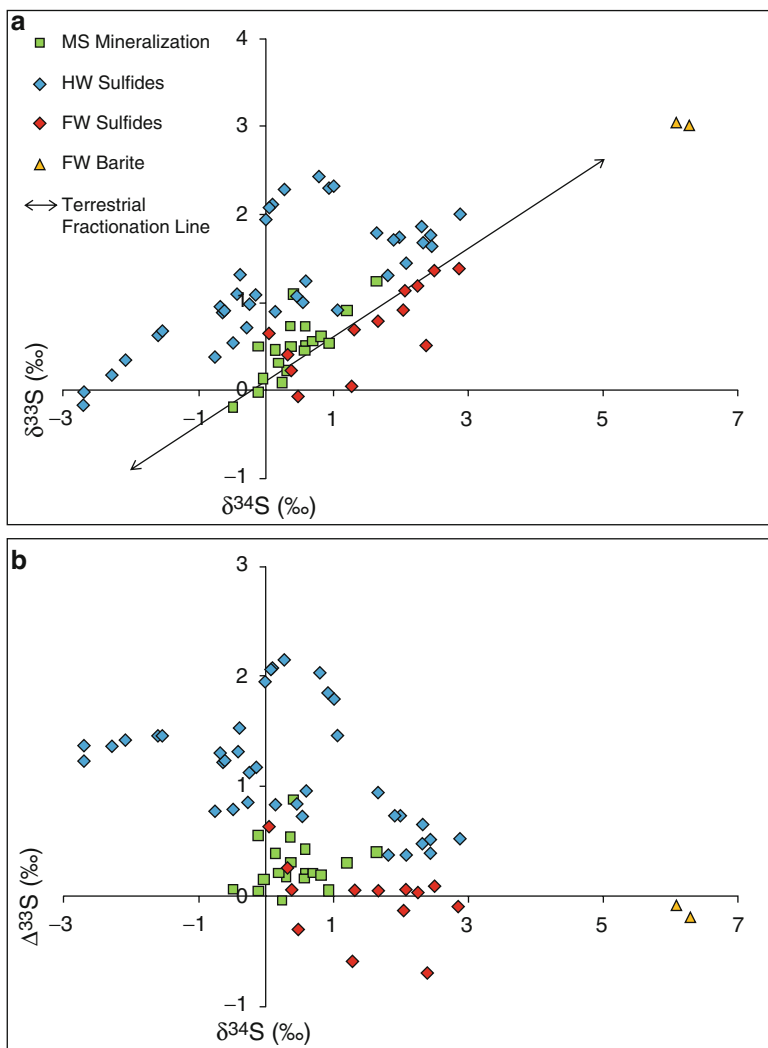 a
MS Mineralization
HW Sulfides
FW Sulfides
FW Barite
Terrestrial
Fractionation Line
4
3
2
1
0
−1
−3
−1
1
3
5
7
δ33S (‰)
δ34S (‰)
b
3
2
1
0
−1
−3
−1
1
3
5
7
Δ33S (‰)
δ34S (‰)